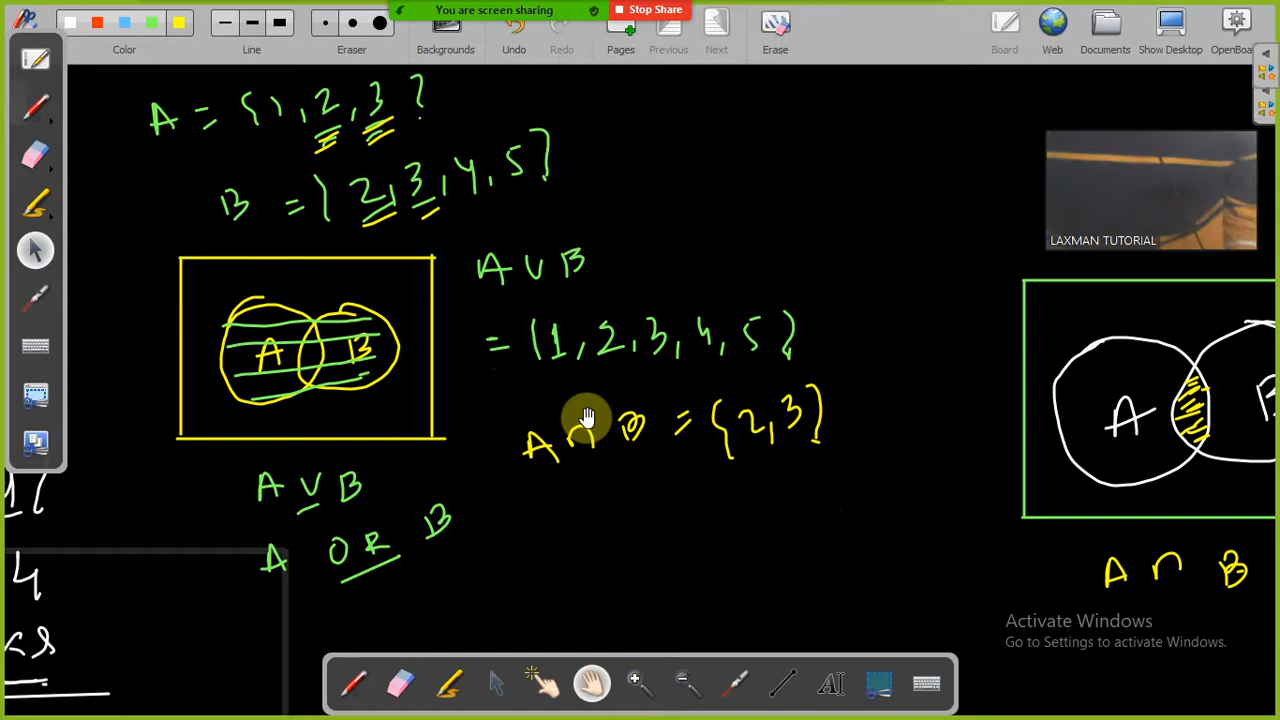 You are screen sharing
Stop Share
Color
Line
Eraser
Backgrounds
Undo
Redo
Pages
Previous
Next
Erase
Board
Web
Documents
Show Desktop
OpenBoa
A = {1, 2, 3}
B = { 2, 3, 4, 5}
LAXMAN TUTORIAL
A ∪ B
= {1, 2, 3, 4, 5}
A B
A ∩ B = {2, 3}
A
A ∪ B
A OR B
4
A ∩ B
Activate Windows
Go to Settings to activate Windows.